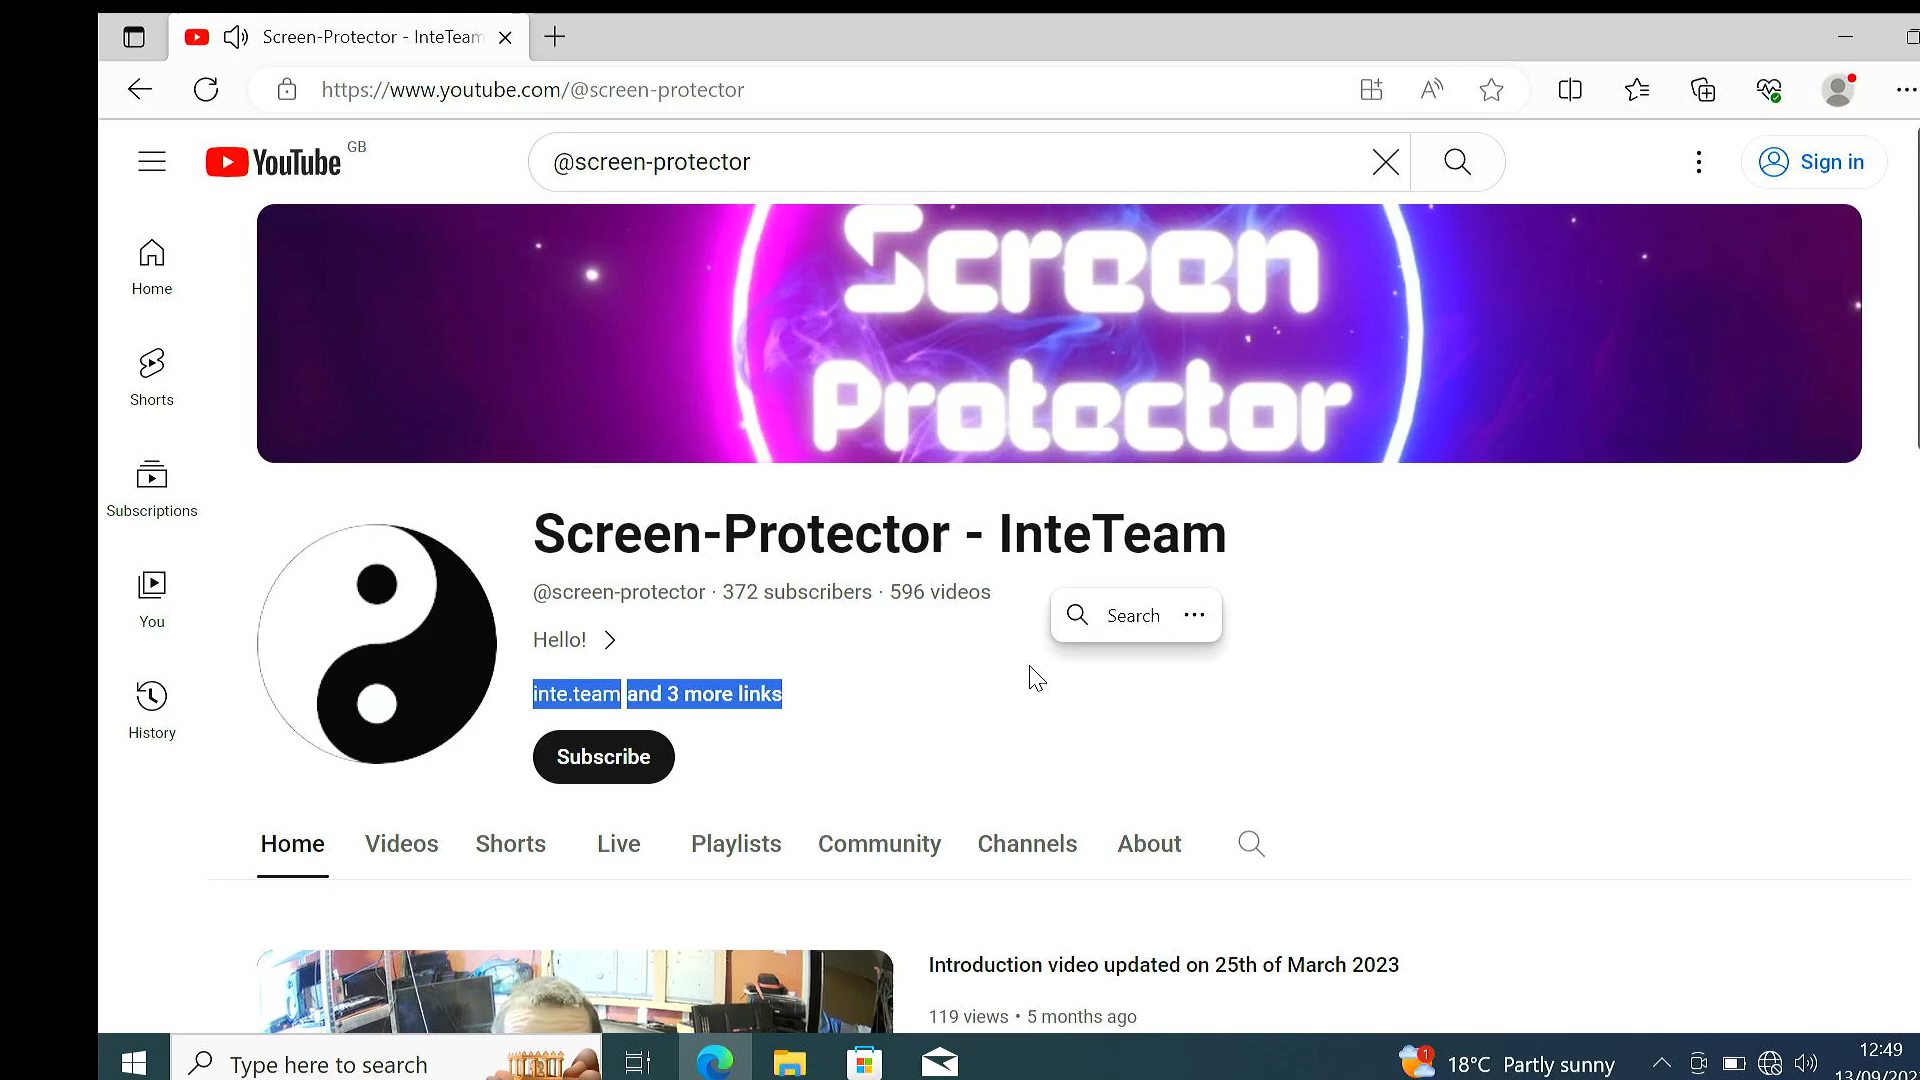 Screen-Protector - InteTeam
https://www.youtube.com/@screen-protector
YouTube GB
@screen-protector
Sign in
Home
Shorts
Subscriptions
You
History
Screen
Protector
Screen-Protector - InteTeam
@screen-protector · 372 subscribers · 596 videos
Search
Hello!
inte.team and 3 more links
Subscribe
Home Videos Shorts Live Playlists Community Channels About
Introduction video updated on 25th of March 2023
119 views • 5 months ago
Type here to search
1
18°C Partly sunny
12:49